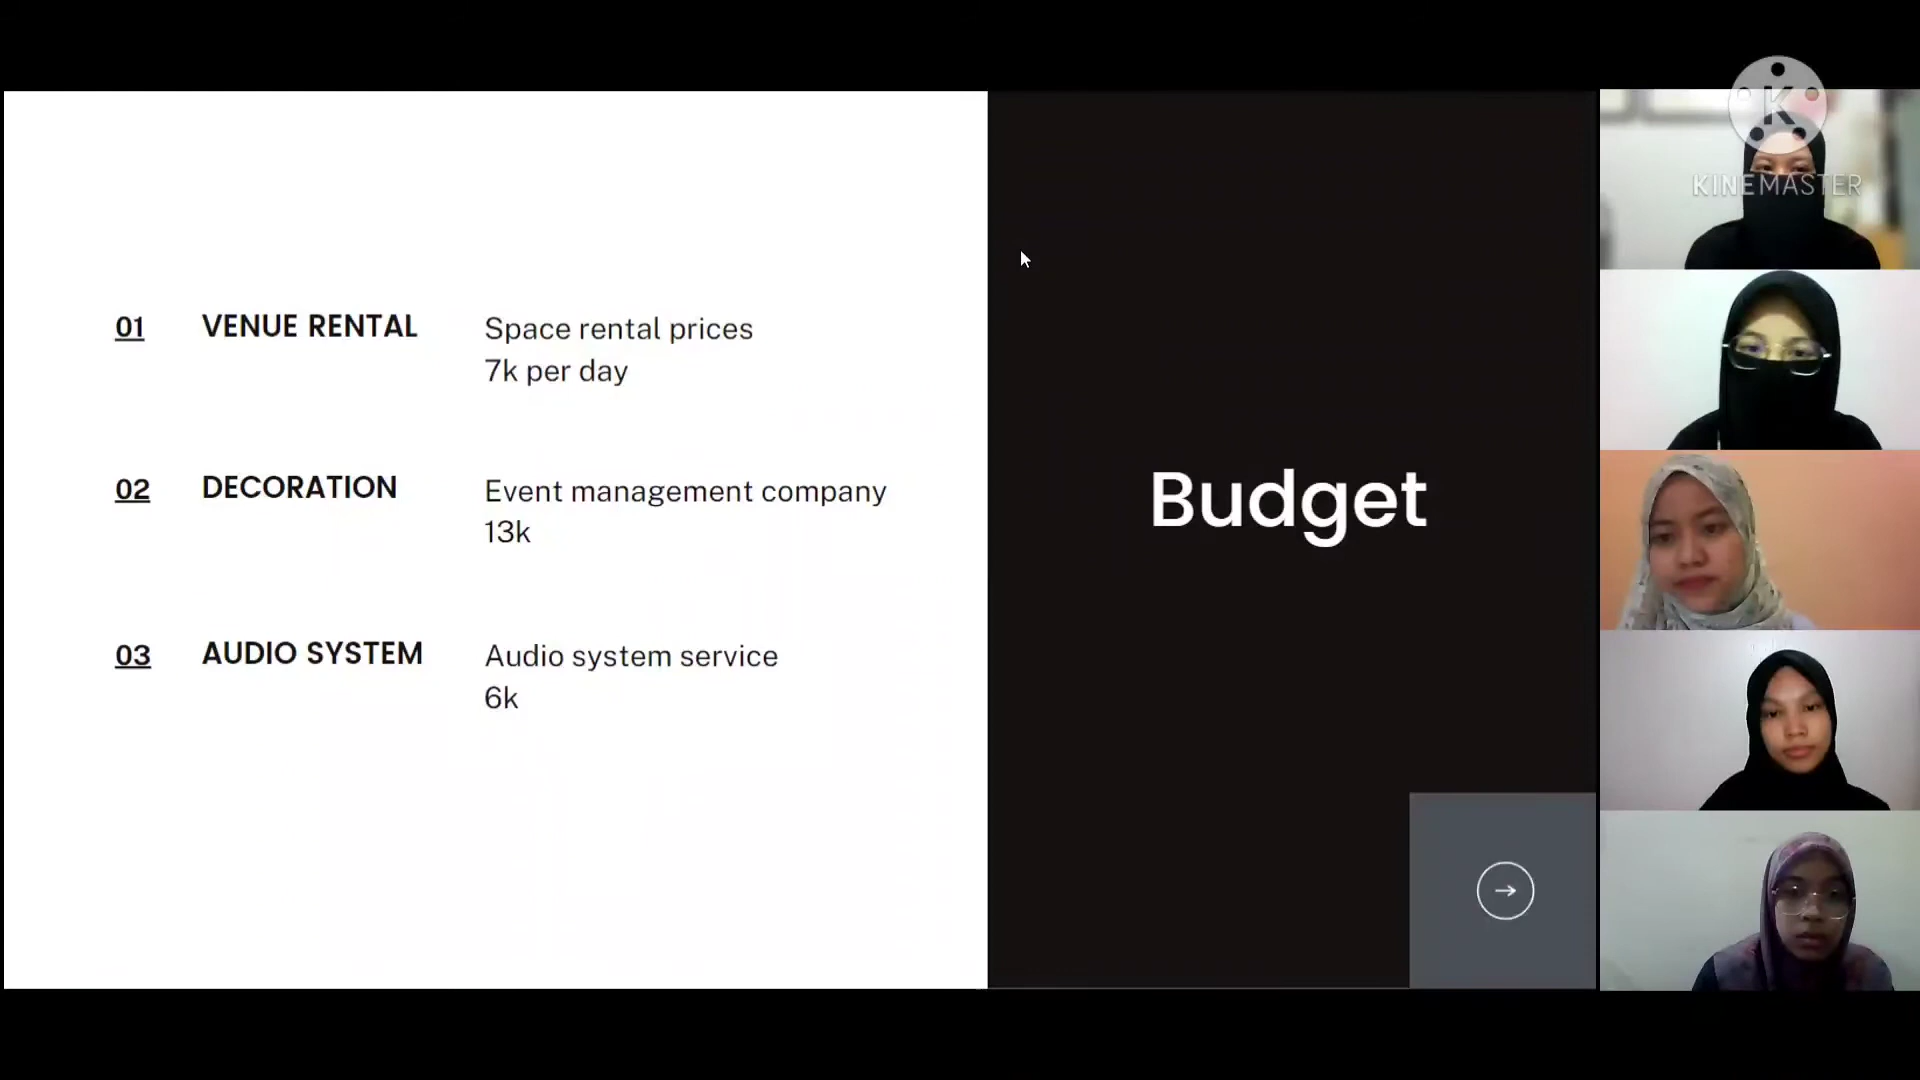 01 VENUE RENTAL Space rental prices
7k per day
02 DECORATION Event management company
13k
03 AUDIO SYSTEM Audio system service
6k
Budget
K
KINEMASTER